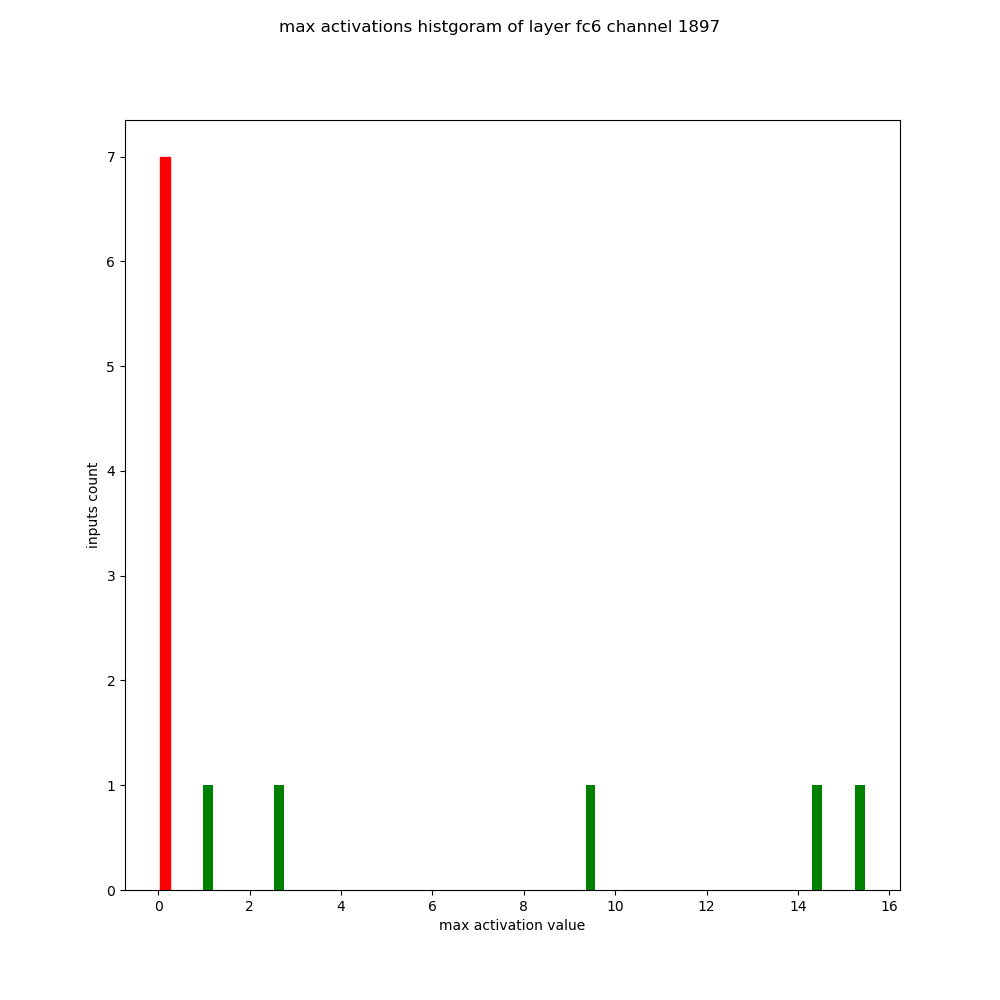 max activations histgoram of layer fc6 channel 1897
7
6
5
4
3
2
1
0
inputs count
0 2 4 6 8 10 12 14 16
max activation value